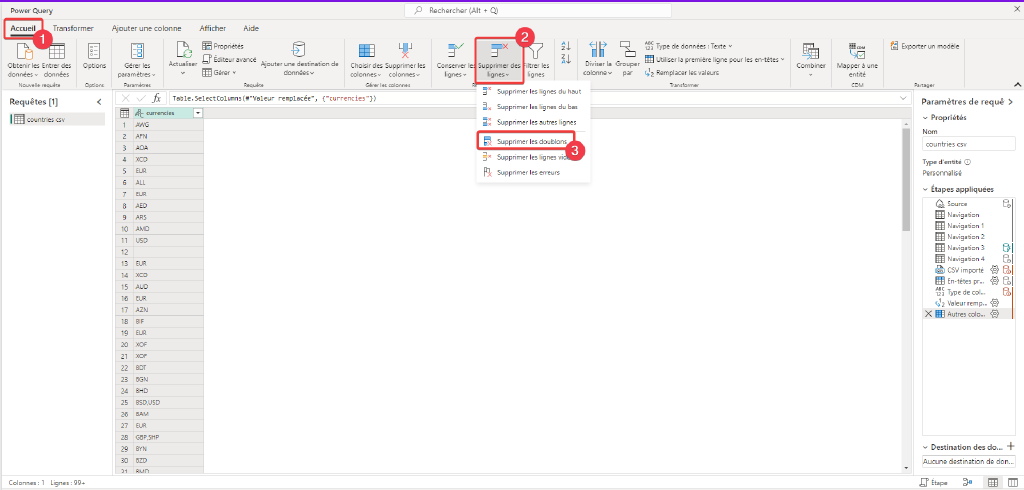 Power Query
Rechercher (Alt + Q)
Accueil
Transformer
Ajouter une colonne
Afficher
Aide
1
2
Obtenir les données
Entrer des données
Nouvelle requête
Options
Options
Gérer les paramètres
Paramètres
Actualiser
Propriétés
Éditeur avancé
Gérer
Requête
Ajouter une destination de données
Choisir des colonnes
Supprimer les colonnes
Gérer les colonnes
Conserver les lignes
Supprimer des lignes
Filtrer les lignes
Diviser la colonne
Grouper par
Type de données : Texte
Utiliser la première ligne pour les en-têtes
Remplacer les valeurs
Transformer
Combiner
Mapper à une entité
CDM
Exporter un modèle
Partager
Supprimer les lignes du haut
Supprimer les lignes du bas
Supprimer les autres lignes
Supprimer les doublons
3
Supprimer les lignes
Supprimer les erreurs
Requêtes [1]
countries csv
fx
Table.SelectColumns(#"Valeur remplacée", {"currencies"})
currencies
1 AWG
2 AFN
3 AOA
4 XCD
5 EUR
6 ALL
7 EUR
8 AED
9 ARS
10 AMD
11 USD
12
13 EUR
14 XCD
15 AUD
16 EUR
17 AZN
18 BIF
19 EUR
20 XOF
21 XOF
22 BDT
23 BGN
24 BHD
25 BSD,USD
26 BAM
27 EUR
28 GBP,SHP
29 BYN
30 BZD
31 BMD
Paramètres de requê
Propriétés
Nom
countries csv
Type d'entité
Personnalisé
Étapes appliquées
Source
Navigation
Navigation 1
Navigation 2
Navigation 3
Navigation 4
CSV importé
En-têtes pr...
Type de col...
Valeur remp...
Autres colo...
Destination des do...
Aucune destination de don...
Colonnes : 1 Lignes : 99+
Étape